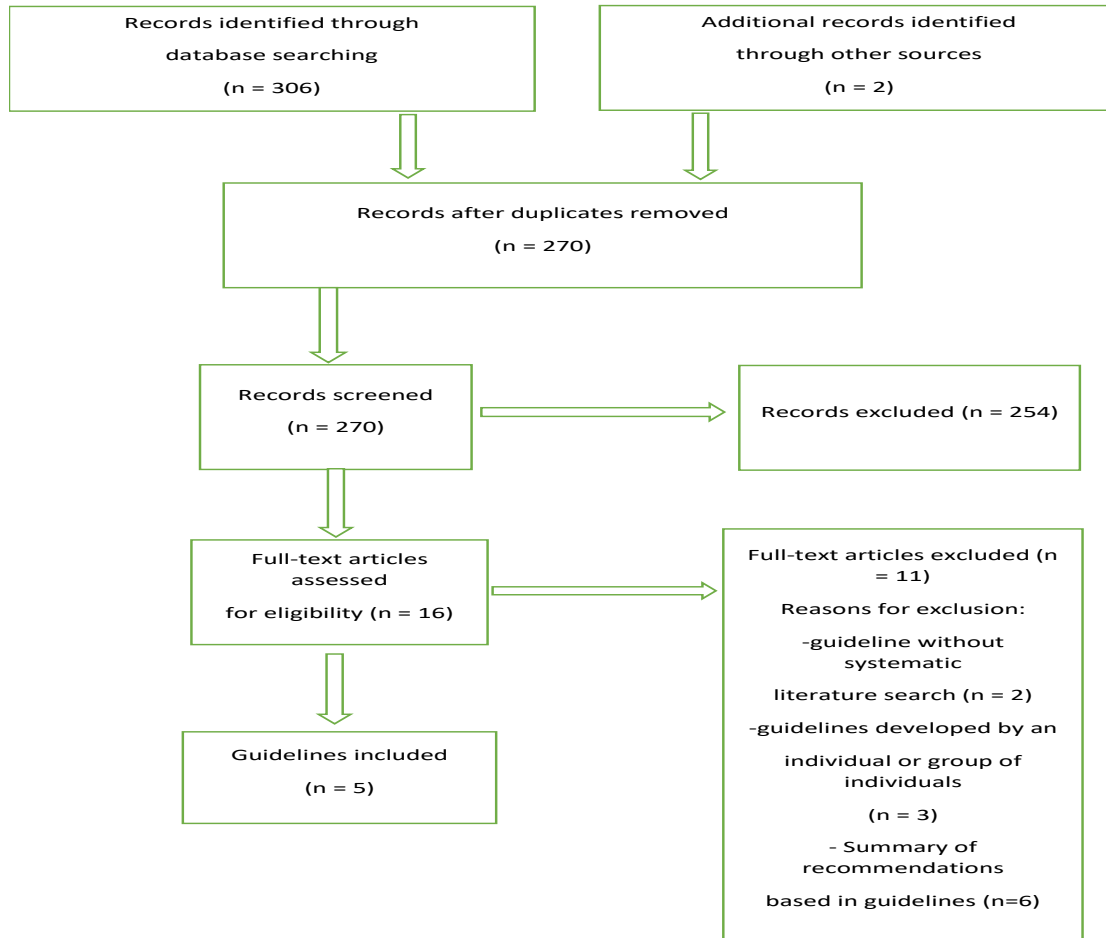 Records identified through
database searching
(n = 306)
Additional records identified
through other sources
(n = 2)
Records after duplicates removed
(n = 270)
Records screened
(n = 270)
Records excluded (n = 254)
Full-text articles
assessed
for eligibility (n = 16)
Full-text articles excluded (n
= 11)
Reasons for exclusion:
-guideline without
systematic
literature search (n = 2)
-guidelines developed by an
individual or group of
individuals
(n = 3)
- Summary of
recommendations
based in guidelines (n=6)
Guidelines included
(n = 5)